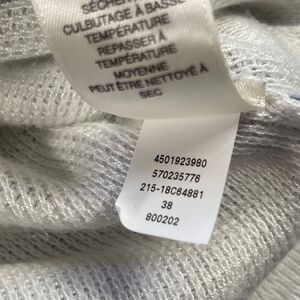 SÉCHER
CULBUTAGE À BASSE
TEMPÉRATURE
REPASSER À
TEMPÉRATURE
MOYENNE
PEUT ÊTRE NETTOYÉ À
SEC
4501923980
570235776
215-18C64881
38
800202